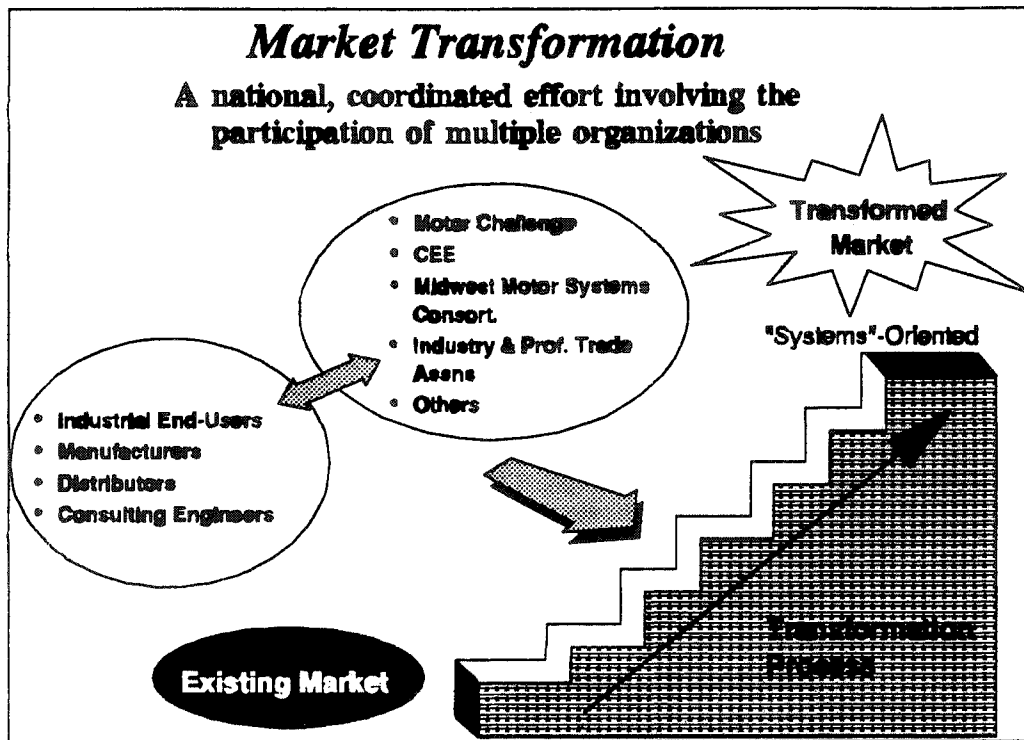 Market Transformation
A national, coordinated effort involving the
participation of multiple organizations
Transformed
Market
• Motor Challenge
• CEE
• Midwest Motor Systems
Consort.
• Industry & Prof. Trade
Assns
• Others
"Systems"-Oriented
• Industrial End-Users
• Manufacturers
• Distributors
• Consulting Engineers
Transformation
Process
Existing Market